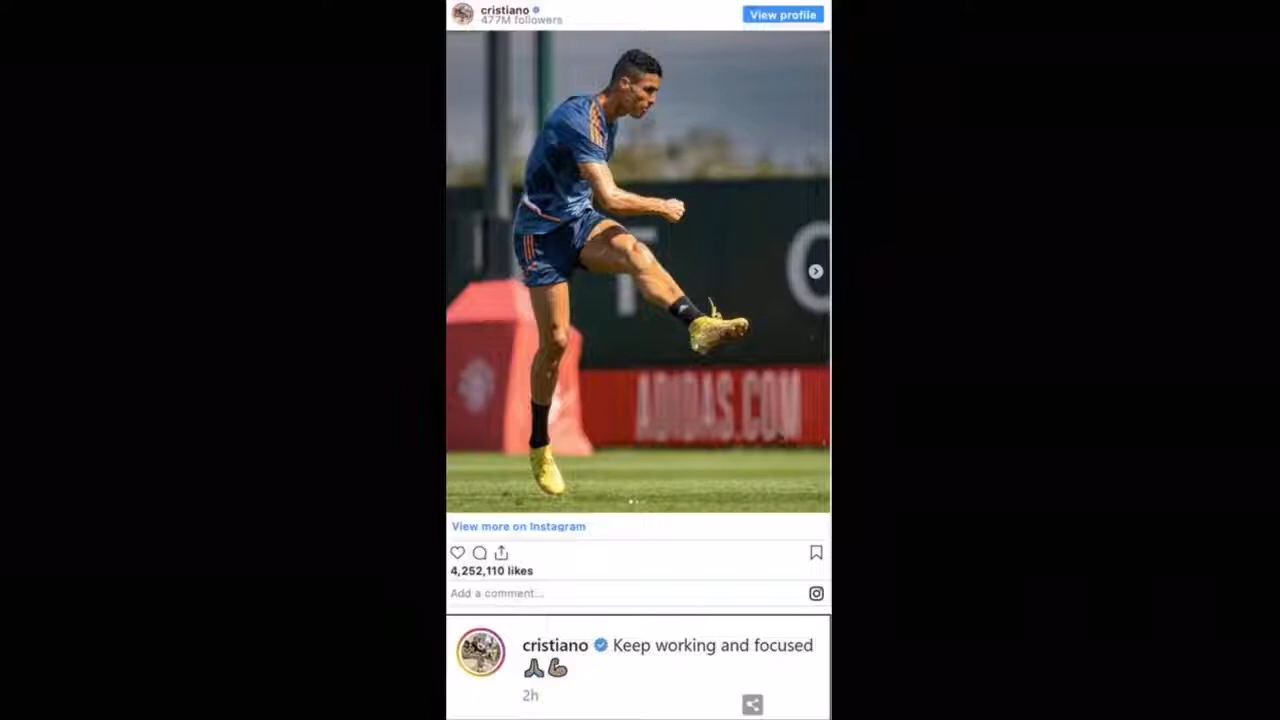 cristiano
477M followers
View profile
ADIDAS.COM
View more on Instagram
4,252,110 likes
Add a comment...
cristiano Keep working and focused
🙏💪
2h